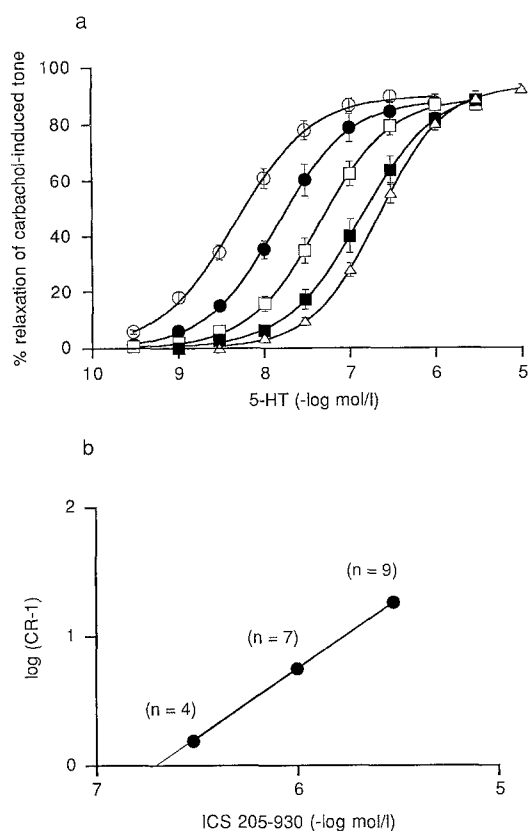 a
% relaxation of carbachol-induced tone
100
80
60
40
20
0
10 9 8 7 6 5
5-HT (-log mol/l)
b
log (CR-1)
2
1
0
(n = 9)
(n = 7)
(n = 4)
7 6 5
ICS 205-930 (-log mol/l)